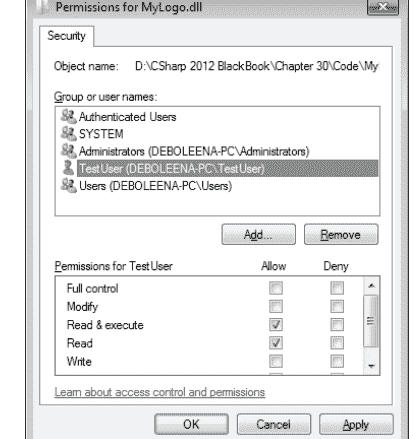 Permissions for MyLogo.dll
Security
Object name: D:\CSharp 2012 BlackBook\Chapter 30\Code\My
Group or user names:
Authenticated Users
SYSTEM
Administrators (DEBOLEENA-PC\Administrators)
TestUser (DEBOLEENA-PC\TestUser)
Users (DEBOLEENA-PC\Users)
Add... Remove
Permissions for TestUser Allow Deny
Full control
Modify
Read & execute
Read
Write
Learn about access control and permissions
OK Cancel Apply